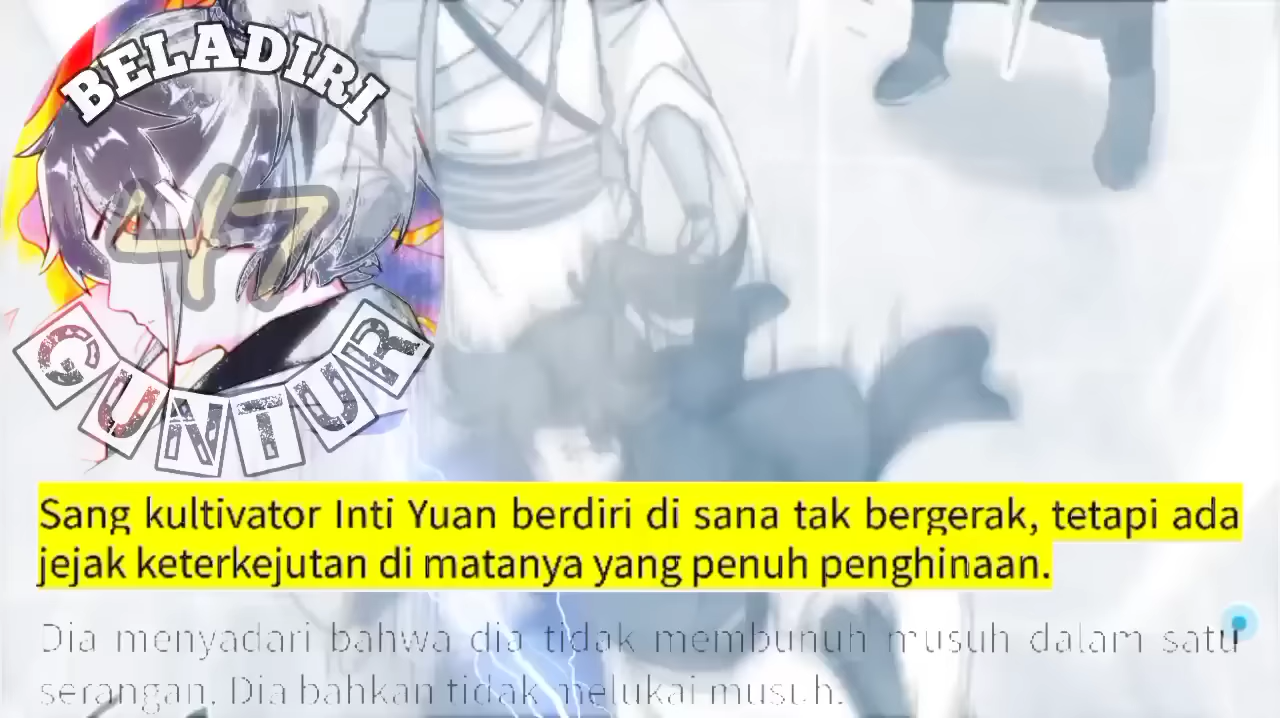 BELADIRI
47
GUNTUR
Sang kultivator Inti Yuan berdiri di sana tak bergerak, tetapi ada
jejak keterkejutan di matanya yang penuh penghinaan.
Dia menyadari bahwa dia tidak membunuh musuh dalam satu
serangan. Dia bahkan tidak melukai musuh.